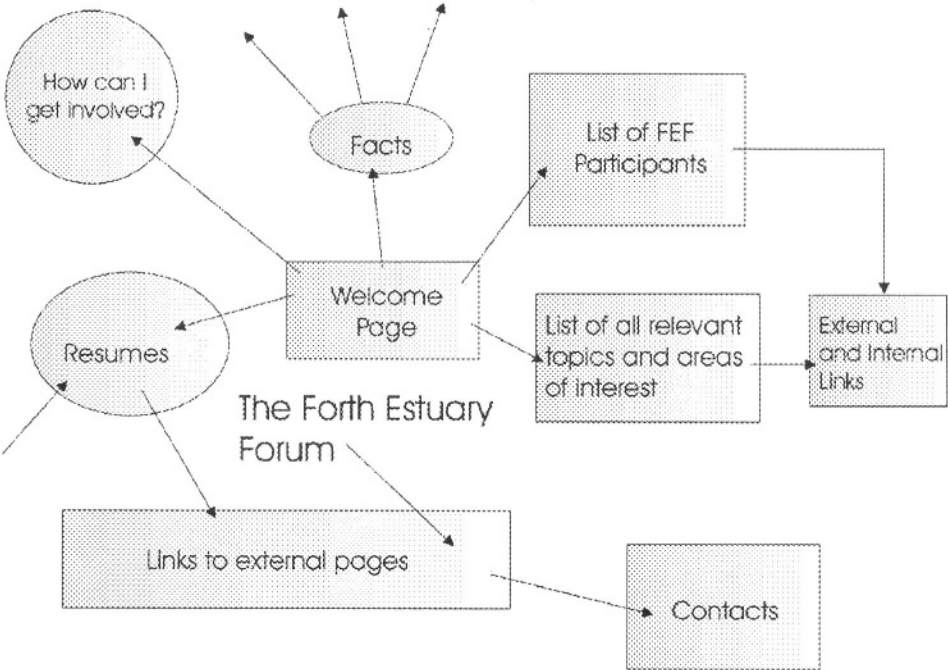 How can I
get involved?
Facts
List of FEF
Participants
Welcome
Page
Resumes
List of all relevant
topics and areas
of interest
External
and Internal
Links
The Forth Estuary
Forum
Links to external pages
Contacts